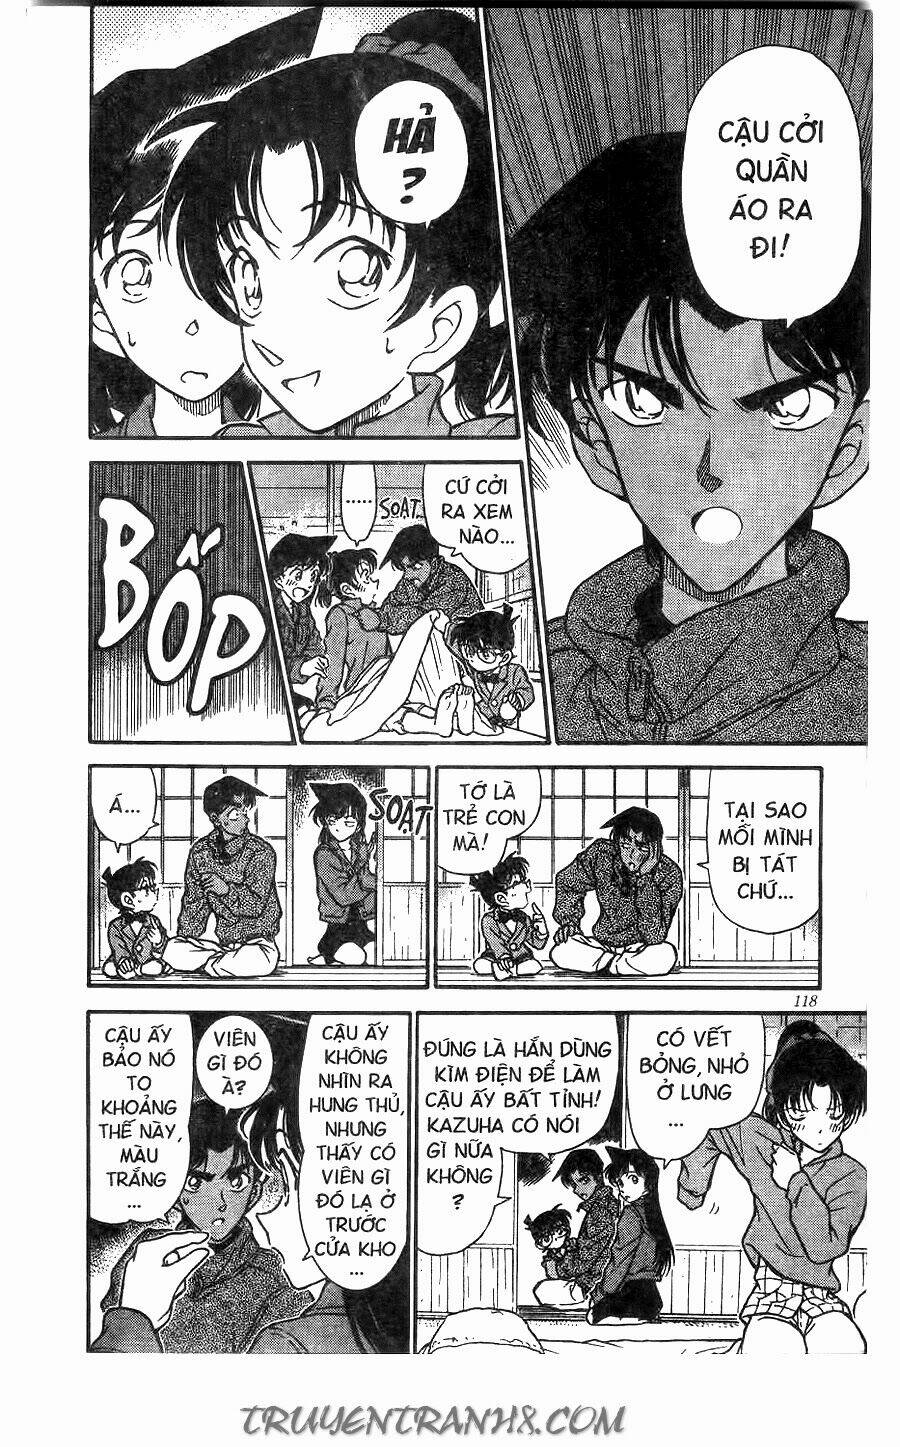 CẬU CỞI
QUẦN
ÁO RA
ĐI!
HẢ
?
CỨ CỞI
RA XEM
NÀO...
SOẠT
......
BỐP
TẠI SAO
MỖI MÌNH
BỊ TÁT
CHỨ...
TỚ LÀ
TRẺ CON
MÀ!
SOẠT
Á...
118
CÓ VẾT
BỎNG, NHỎ
Ở LƯNG
...
ĐÚNG LÀ HẮN DÙNG
KÌM ĐIỆN ĐỂ LÀM
CẬU ẤY BẤT TỈNH!
KAZUHA CÓ NÓI
GÌ NỮA
KHÔNG
?
CẬU ẤY
KHÔNG
NHÌN RA
HUNG THỦ,
NHƯNG
THẤY CÓ
VIÊN GÌ
ĐÓ LẠ Ở
TRƯỚC
CỬA KHO
...
VIÊN
GÌ ĐÓ
À?
CẬU ẤY
BẢO NÓ
TO
KHOẢNG
THẾ NÀY,
MÀU
TRẮNG
...
TRUYENTRANH8.COM